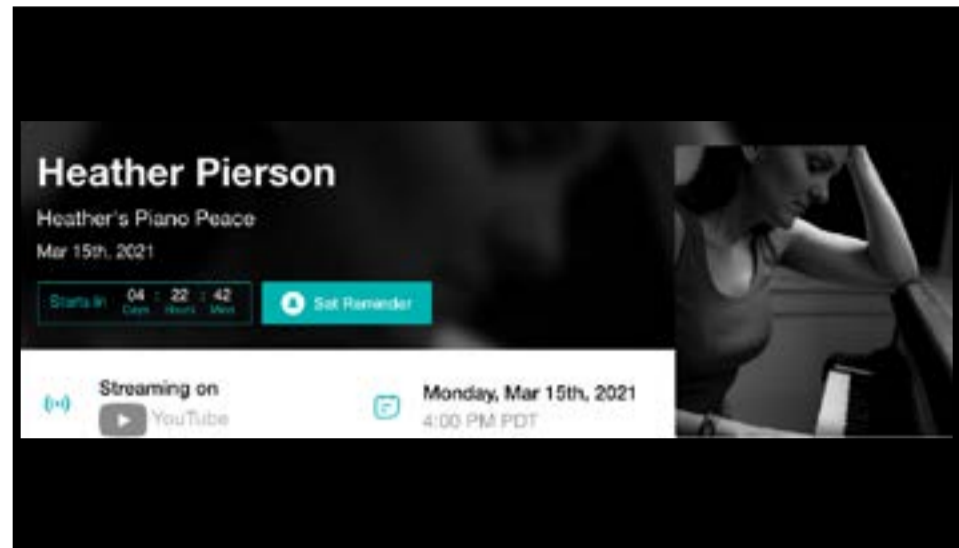 Heather Pierson
Heather's Piano Peace
Mar 15th, 2021
Starts in 04 : 22 : 42
Days Hours Mins
Set Reminder
Streaming on
YouTube
Monday, Mar 15th, 2021
4:00 PM PDT